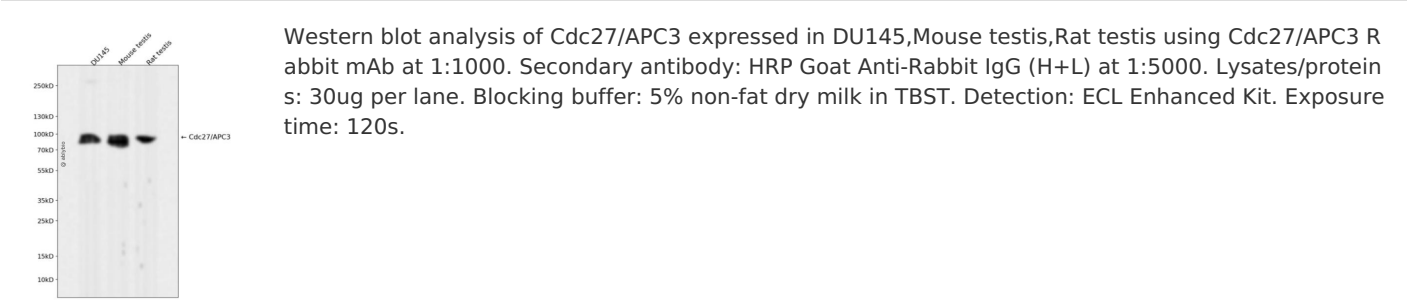 DU145
Mouse testis
Rat testis
250kD
130kD
100kD
70kD
55kD
35kD
25kD
15kD
10kD
← Cdc27/APC3
Western blot analysis of Cdc27/APC3 expressed in DU145,Mouse testis,Rat testis using Cdc27/APC3 R
abbit mAb at 1:1000. Secondary antibody: HRP Goat Anti-Rabbit IgG (H+L) at 1:5000. Lysates/protein
s: 30ug per lane. Blocking buffer: 5% non-fat dry milk in TBST. Detection: ECL Enhanced Kit. Exposure
time: 120s.